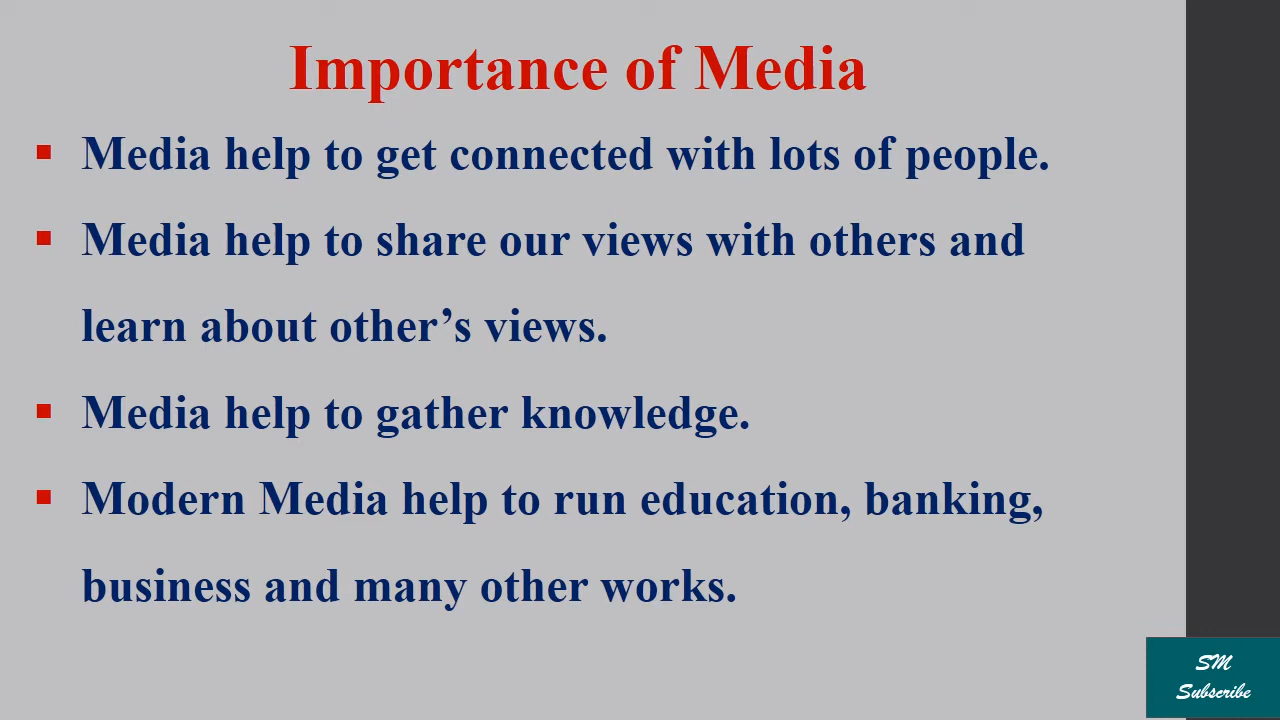 Importance of Media
▪ Media help to get connected with lots of people.
▪ Media help to share our views with others and
learn about other’s views.
▪ Media help to gather knowledge.
▪ Modern Media help to run education, banking,
business and many other works.
SM
Subscribe